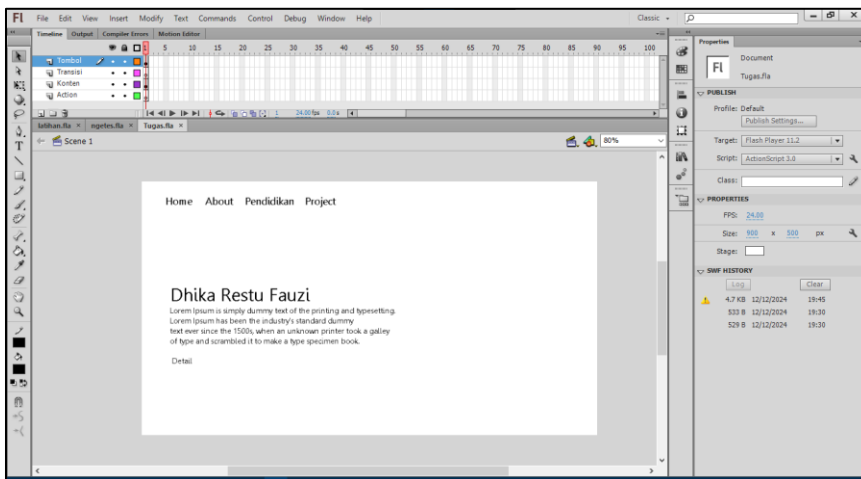 Fl File Edit View Insert Modify Text Commands Control Debug Window Help Classic
Timeline Output Compiler Errors Motion Editor
1 5 10 15 20 25 30 35 40 45 50 55 60 65 70 75 80 85 90 95 100
Tombol
Transisi
Konten
Action
1 24.00 fps 0.0 s
latihan.fla × ngetes.fla × Tugas.fla ×
Scene 1 80%
Home About Pendidikan Project
Dhika Restu Fauzi
Lorem Ipsum is simply dummy text of the printing and typesetting.
Lorem Ipsum has been the industry's standard dummy
text ever since the 1500s, when an unknown printer took a galley
of type and scrambled it to make a type specimen book.
Detail
Properties
Fl Document
Tugas.fla
PUBLISH
Profile: Default
Publish Settings...
Target: Flash Player 11.2
Script: ActionScript 3.0
Class:
PROPERTIES
FPS: 24.00
Size: 900 x 500 px
Stage:
SWF HISTORY
Log Clear
4.7 KB 12/12/2024 19:45
533 B 12/12/2024 19:30
529 B 12/12/2024 19:30